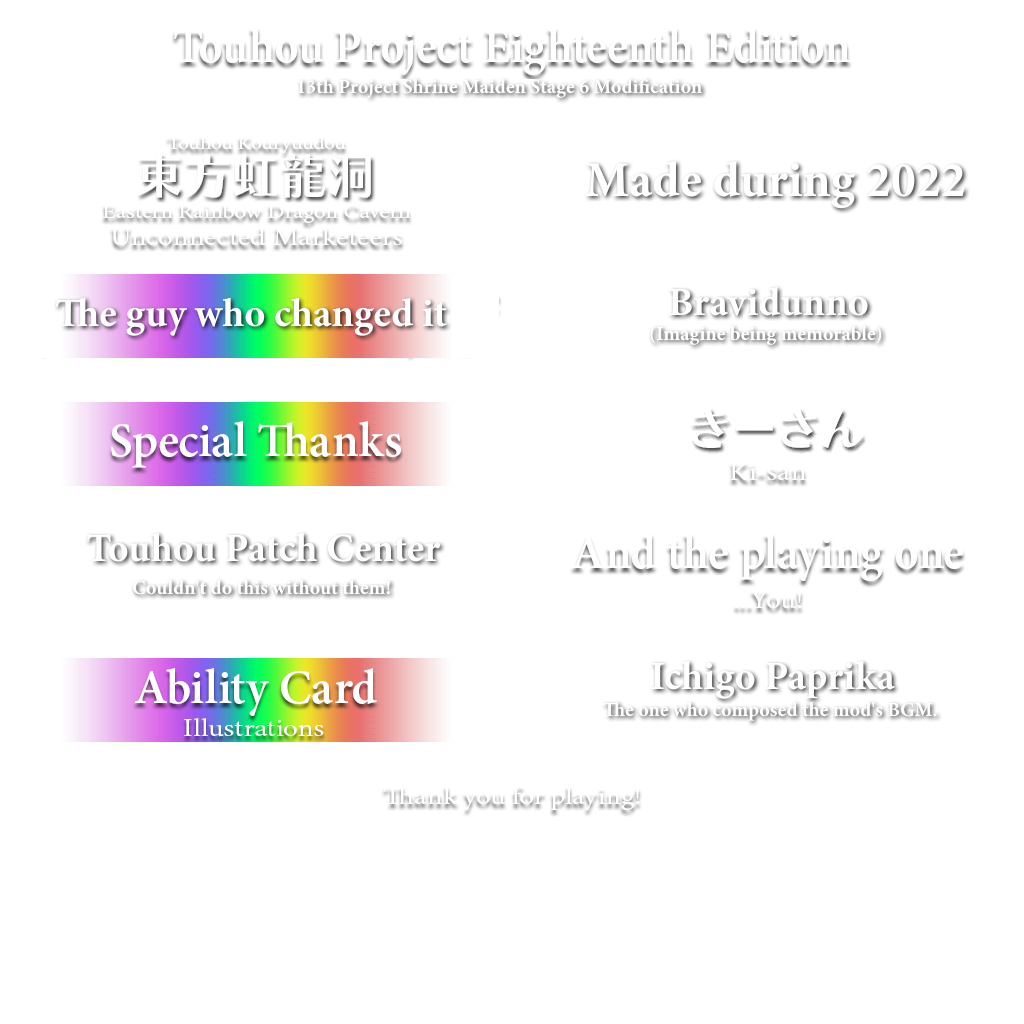 Touhou Project Eighteenth Edition
13th Project Shrine Maiden Stage 6 Modification
Touhou Kouryuudou
東方虹龍洞
Eastern Rainbow Dragon Cavern
Unconnected Marketeers
Made during 2022
The guy who changed it
Bravidunno
(Imagine being memorable)
Special Thanks
きーさん
Ki-san
Touhou Patch Center
Couldn't do this without them!
And the playing one
...You!
Ability Card
Illustrations
Ichigo Paprika
The one who composed the mod's BGM.
Thank you for playing!